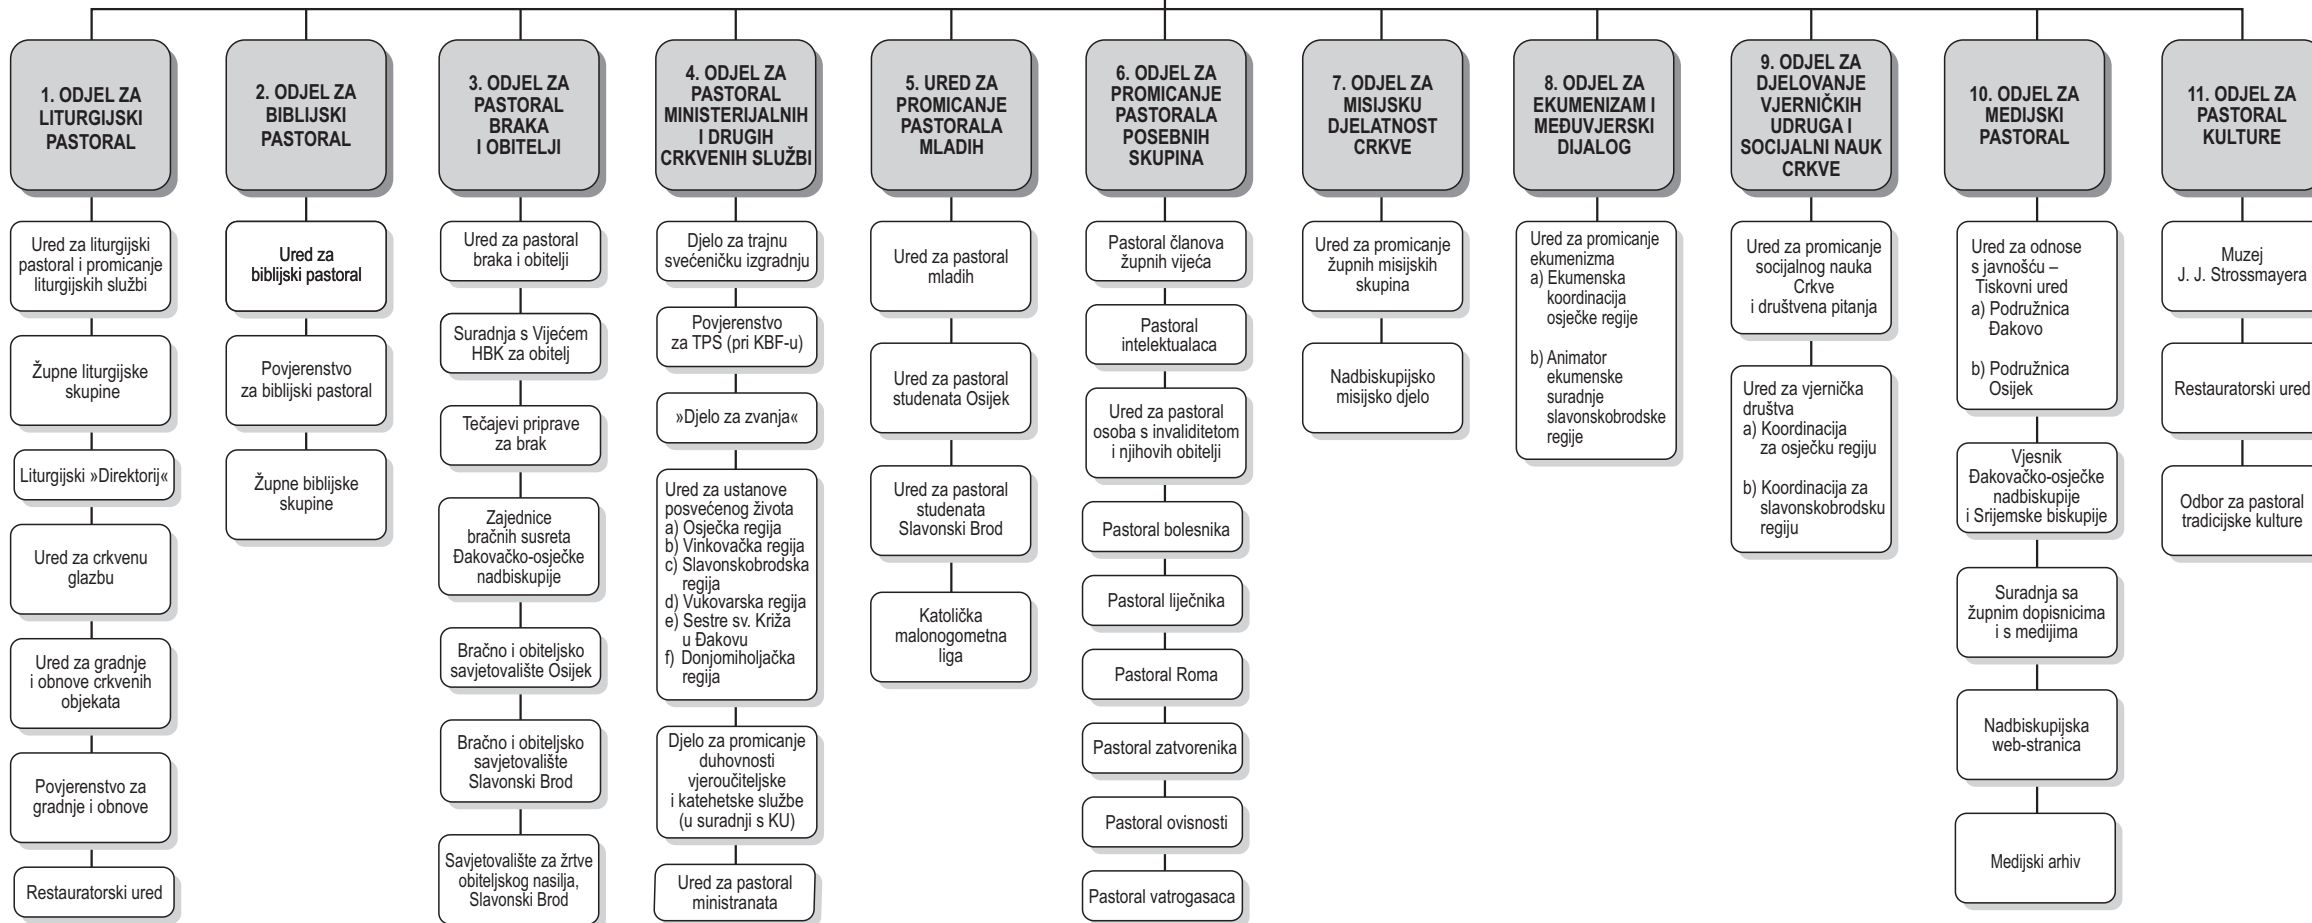 1. ODJEL ZA
LITURGIJSKI
PASTORAL
Ured za liturgijski
pastoral i promicanje
liturgijskih službi
Župne liturgijske
skupine
Liturgijski »Direktorij«
Ured za crkvenu
glazbu
Ured za gradnje
i obnove crkvenih
objekata
Povjerenstvo za
gradnje i obnove
Restauratorski ured
2. ODJEL ZA
BIBLIJSKI
PASTORAL
Ured za
biblijski pastoral
Povjerenstvo
za biblijski pastoral
Župne biblijske
skupine
3. ODJEL ZA
PASTORAL
BRAKA
I OBITELJI
Ured za pastoral
braka i obitelji
Suradnja s Vijećem
HBK za obitelj
Tečajevi priprave
za brak
Zajednice
bračnih susreta
Đakovačko-osječke
nadbiskupije
Bračno i obiteljsko
savjetovalište Osijek
Bračno i obiteljsko
savjetovalište
Slavonski Brod
Savjetovalište za žrtve
obiteljskog nasilja,
Slavonski Brod
4. ODJEL ZA
PASTORAL
MINISTERIJALNIH
I DRUGIH
CRKVENIH SLUŽBI
Djelo za trajnu
svećeničku izgradnju
Povjerenstvo
za TPS (pri KBF-u)
»Djelo za zvanja«
Ured za ustanove
posvećenog života
a) Osječka regija
b) Vinkovačka regija
c) Slavonskobrodska
regija
d) Vukovarska regija
e) Sestre sv. Križa
u Đakovu
f) Donjomiholjačka
regija
Djelo za promicanje
duhovnosti
vjeroučiteljske
i katehetske službe
(u suradnji s KU)
Ured za pastoral
ministranata
5. URED ZA
PROMICANJE
PASTORALA
MLADIH
Ured za pastoral
mladih
Ured za pastoral
studenata Osijek
Ured za pastoral
studenata
Slavonski Brod
Katolička
malonogometna
liga
6. ODJEL ZA
PROMICANJE
PASTORALA
POSEBNIH
SKUPINA
Pastoral članova
župnih vijeća
Pastoral
intelektualaca
Ured za pastoral
osoba s invaliditetom
i njihovih obitelji
Pastoral bolesnika
Pastoral liječnika
Pastoral Roma
Pastoral zatvorenika
Pastoral ovisnosti
Pastoral vatrogasaca
7. ODJEL ZA
MISIJSKU
DJELATNOST
CRKVE
Ured za promicanje
župnih misijskih
skupina
Nadbiskupijsko
misijsko djelo
8. ODJEL ZA
EKUMENIZAM I
MEĐUVJERSKI
DIJALOG
Ured za promicanje
ekumenizma
a) Ekumenska
koordinacija
osječke regije
b) Animator
ekumenske
suradnje
slavonskobrodske
regije
9. ODJEL ZA
DJELOVANJE
VJERNIČKIH
UDRUGA I
SOCIJALNI NAUK
CRKVE
Ured za promicanje
socijalnog nauka
Crkve
i društvena pitanja
Ured za vjernička
društva
a) Koordinacija
za osječku regiju
b) Koordinacija za
slavonskobrodsku
regiju
10. ODJEL ZA
MEDIJSKI
PASTORAL
Ured za odnose
s javnošću –
Tiskovni ured
a) Podružnica
Đakovo
b) Podružnica
Osijek
Vjesnik
Đakovačko-osječke
nadbiskupije
i Srijemske biskupije
Suradnja sa
župnim dopisnicima
i s medijima
Nadbiskupijska
web-stranica
Medijski arhiv
11. ODJEL ZA
PASTORAL
KULTURE
Muzej
J. J. Strossmayera
Restauratorski ured
Odbor za pastoral
tradicijske kulture